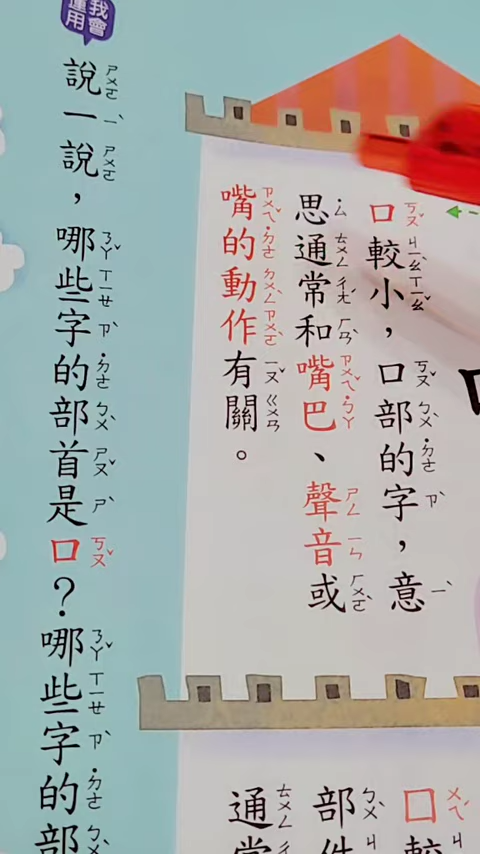 口較小，口部的字，意
思通常和嘴巴、聲音或
嘴的動作有關。
囗較
部件
通常
我會運用
說一說，哪些字的部首是口？哪些字的部